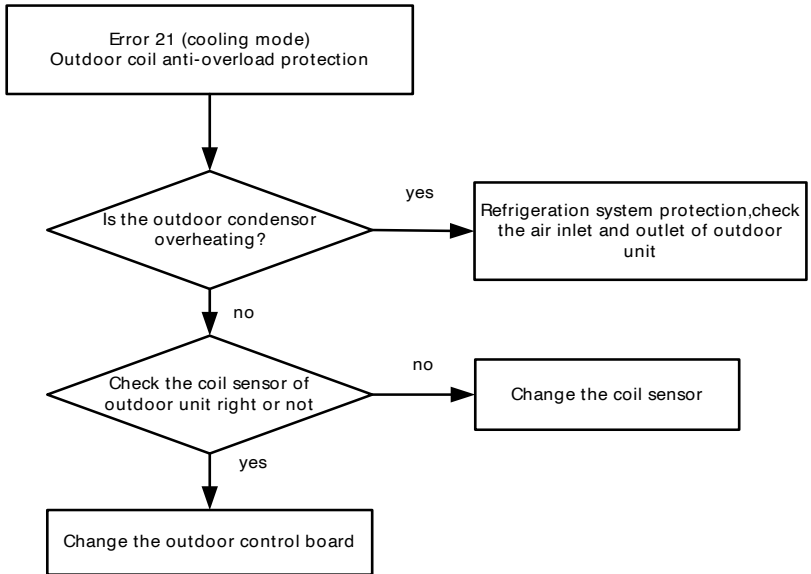 Error 21 (cooling mode)
Outdoor coil anti-overload protection
Is the outdoor condensor
overheating?
yes
Refrigeration system protection,check
the air inlet and outlet of outdoor
unit
no
Check the coil sensor of
outdoor unit right or not
no
Change the coil sensor
yes
Change the outdoor control board